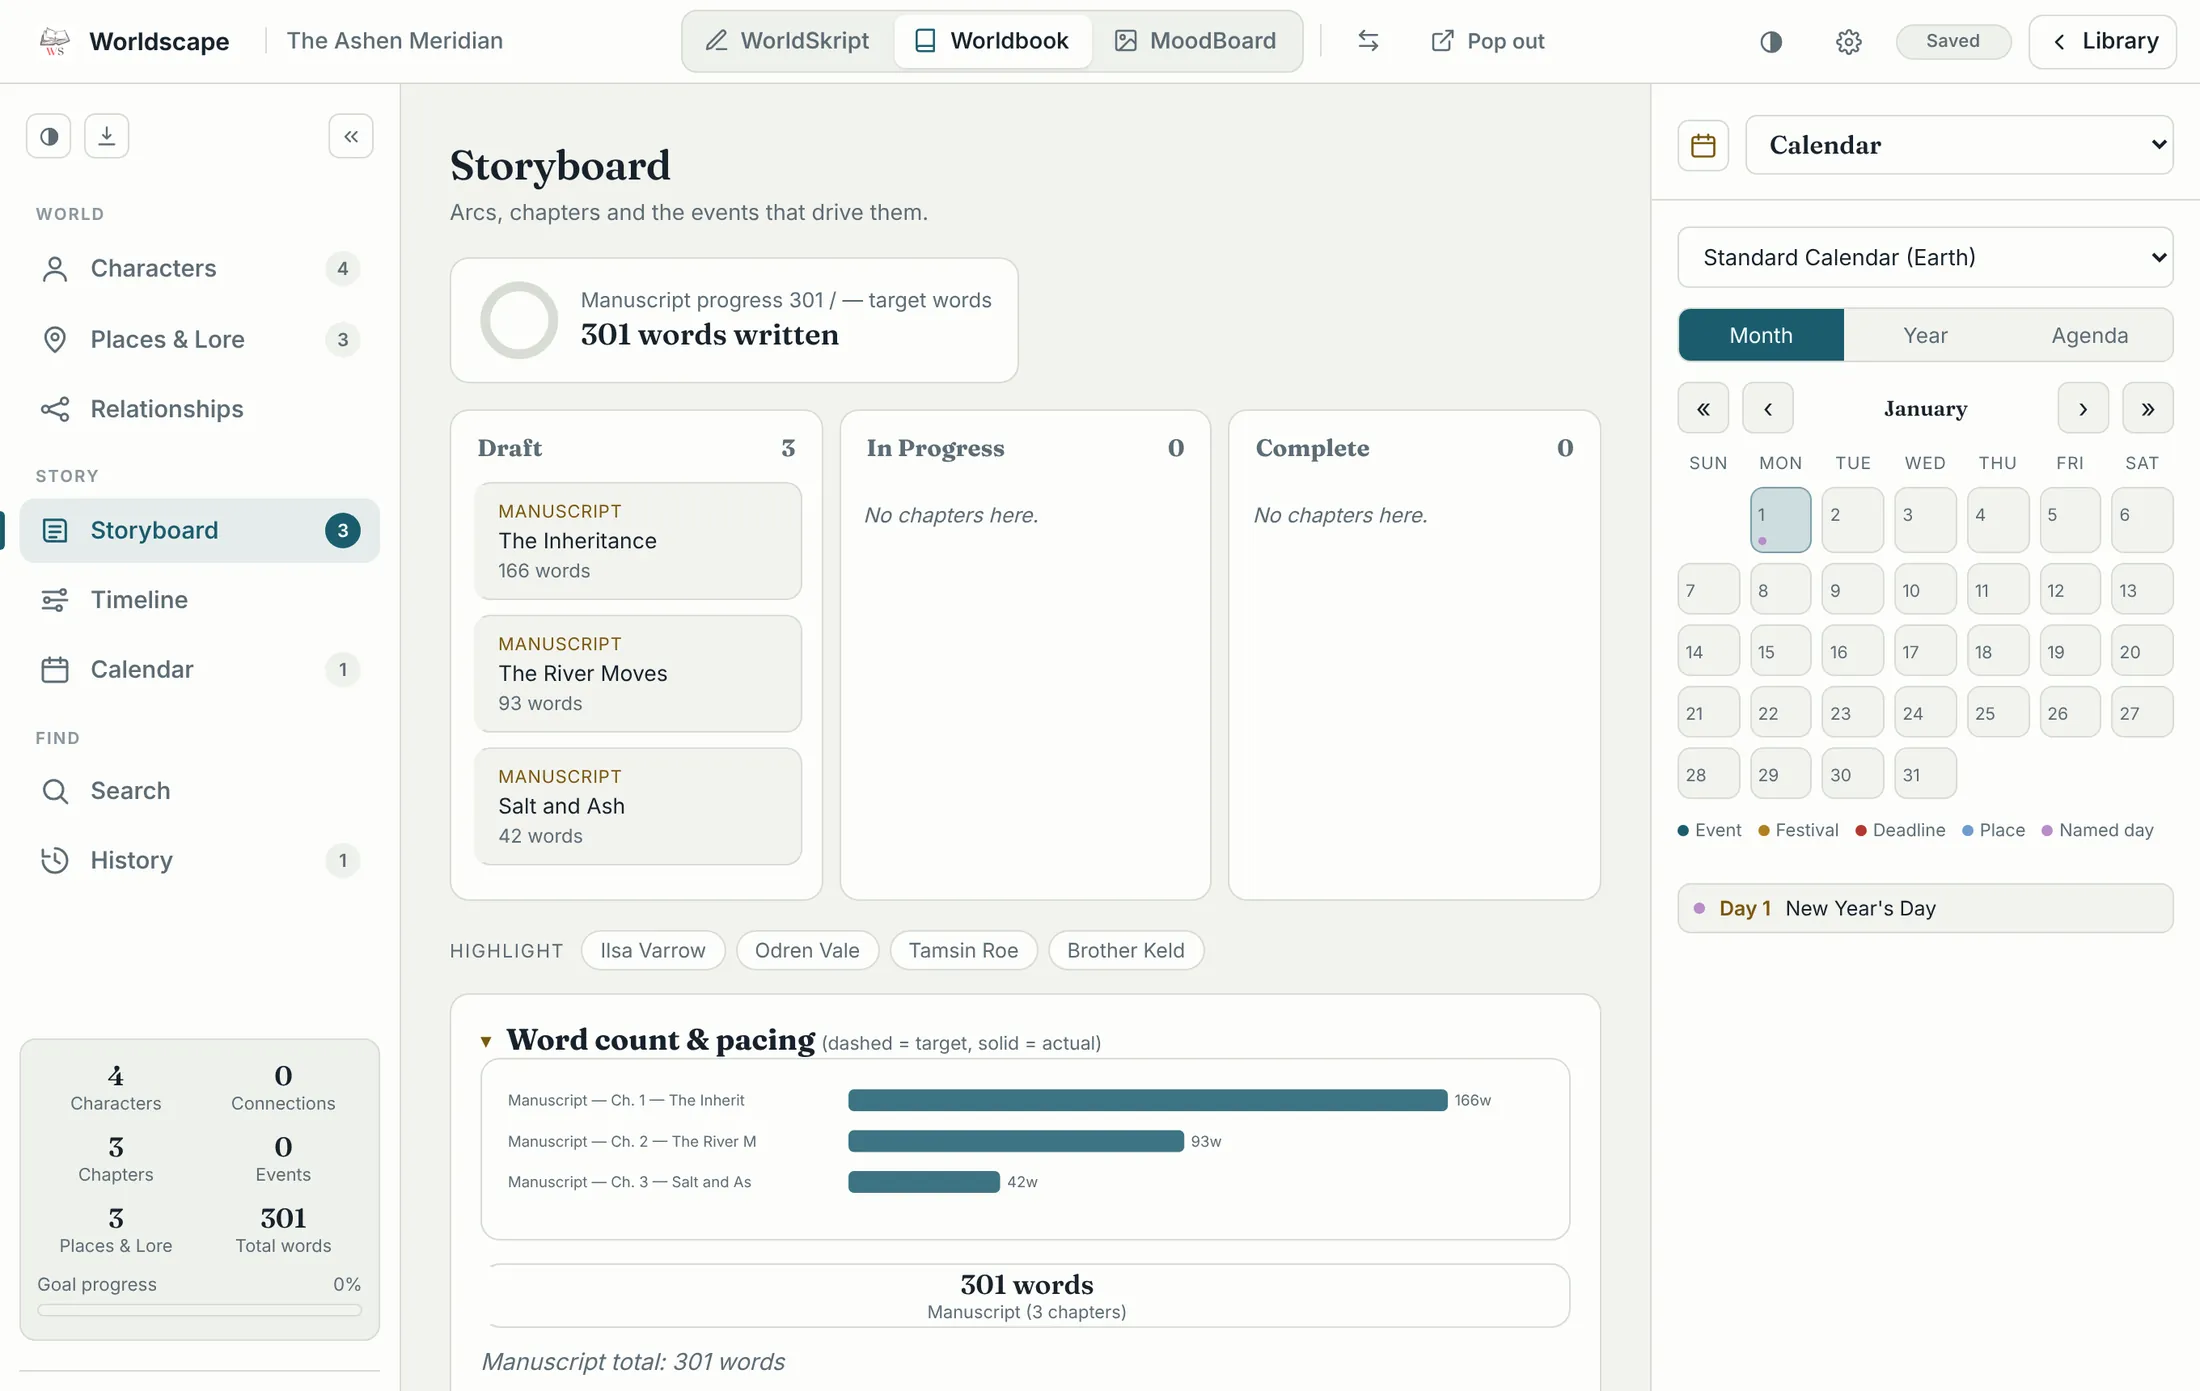 WS
Worldscape
The Ashen Meridian
WorldSkript
Worldbook
MoodBoard
Pop out
Saved
Library
WORLD
Characters 4
Places & Lore 3
Relationships
STORY
Storyboard 3
Timeline
Calendar 1
FIND
Search
History 1
4 0
Characters Connections
3 0
Chapters Events
3 301
Places & Lore Total words
Goal progress 0%
Storyboard
Arcs, chapters and the events that drive them.
Manuscript progress 301 / — target words
301 words written
Draft 3
MANUSCRIPT
The Inheritance
166 words
MANUSCRIPT
The River Moves
93 words
MANUSCRIPT
Salt and Ash
42 words
In Progress 0
No chapters here.
Complete 0
No chapters here.
HIGHLIGHT Ilsa Varrow Odren Vale Tamsin Roe Brother Keld
Word count & pacing (dashed = target, solid = actual)
Manuscript — Ch. 1 — The Inherit 166w
Manuscript — Ch. 2 — The River M 93w
Manuscript — Ch. 3 — Salt and As 42w
301 words
Manuscript (3 chapters)
Manuscript total: 301 words
Calendar
Standard Calendar (Earth)
Month Year Agenda
« ‹ January › »
SUN MON TUE WED THU FRI SAT
1 2 3 4 5 6
7 8 9 10 11 12 13
14 15 16 17 18 19 20
21 22 23 24 25 26 27
28 29 30 31
Event Festival Deadline Place Named day
Day 1 New Year's Day